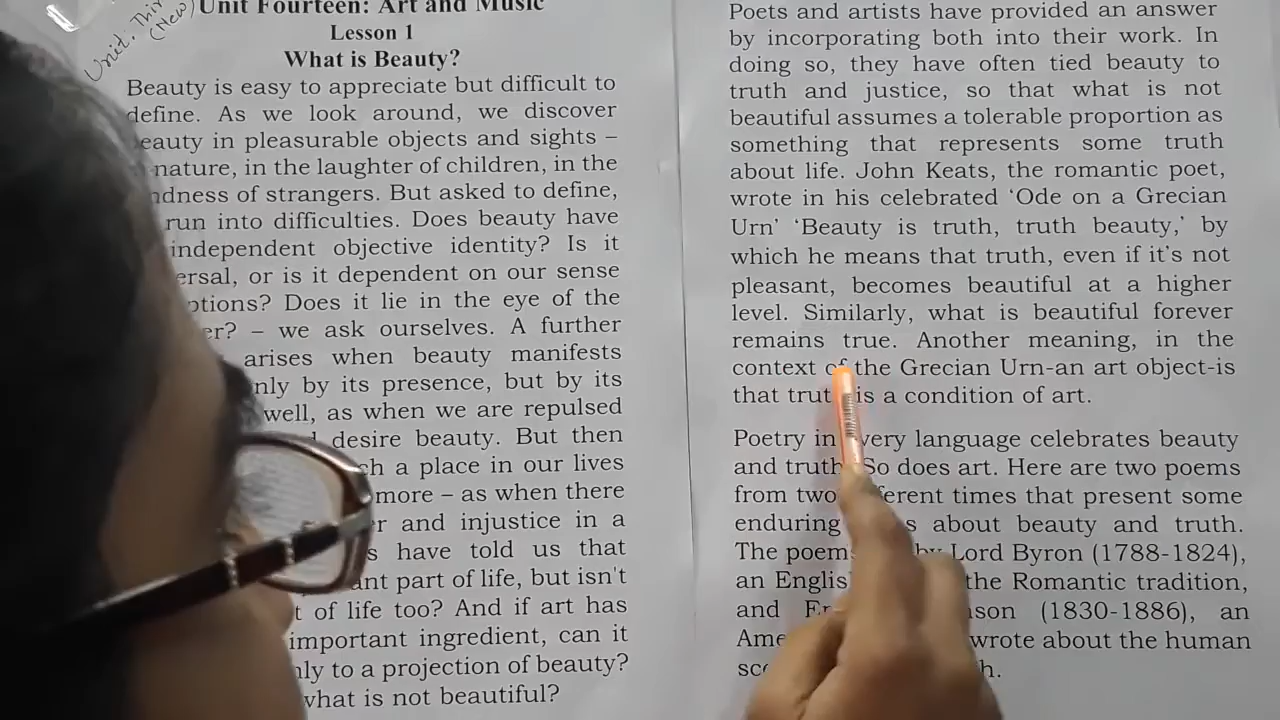 Unit Fourteen: Art and Music
Unit. Thir
(New)
Lesson 1
What is Beauty?
Beauty is easy to appreciate but difficult to
define. As we look around, we discover
eauty in pleasurable objects and sights –
nature, in the laughter of children, in the
ndness of strangers. But asked to define,
run into difficulties. Does beauty have
independent objective identity? Is it
ersal, or is it dependent on our sense
ptions? Does it lie in the eye of the
er? – we ask ourselves. A further
arises when beauty manifests
nly by its presence, but by its
well, as when we are repulsed
desire beauty. But then
ch a place in our lives
more – as when there
r and injustice in a
s have told us that
ant part of life, but isn't
t of life too? And if art has
important ingredient, can it
nly to a projection of beauty?
what is not beautiful?
Poets and artists have provided an answer
by incorporating both into their work. In
doing so, they have often tied beauty to
truth and justice, so that what is not
beautiful assumes a tolerable proportion as
something that represents some truth
about life. John Keats, the romantic poet,
wrote in his celebrated ‘Ode on a Grecian
Urn’ ‘Beauty is truth, truth beauty,’ by
which he means that truth, even if it's not
pleasant, becomes beautiful at a higher
level. Similarly, what is beautiful forever
remains true. Another meaning, in the
context of the Grecian Urn-an art object-is
that trut is a condition of art.
Poetry in very language celebrates beauty
and truth So does art. Here are two poems
from two ferent times that present some
enduring s about beauty and truth.
The poem by Lord Byron (1788-1824),
an Englis the Romantic tradition,
and E nson (1830-1886), an
Ame wrote about the human
sc h.